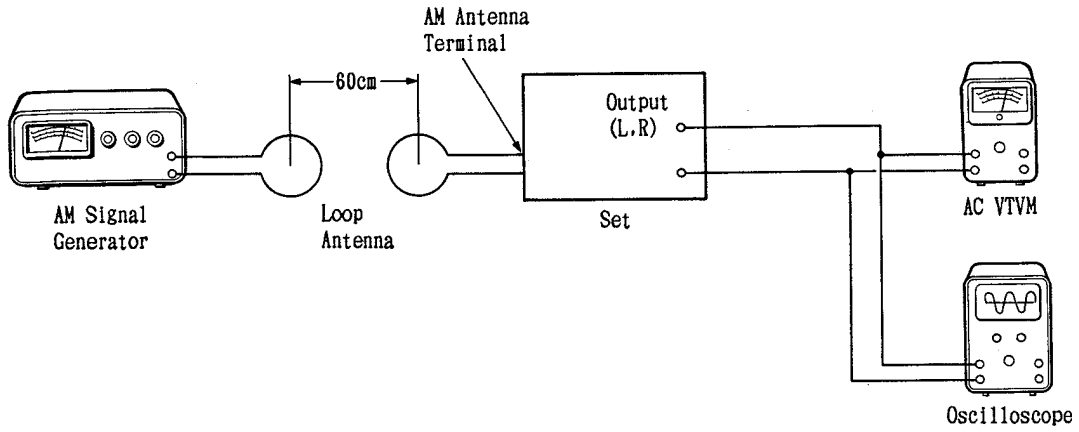 AM Antenna
Terminal
60cm
Output
(L.R)
AM Signal
Generator
Loop
Antenna
Set
AC VTVM
Oscilloscope